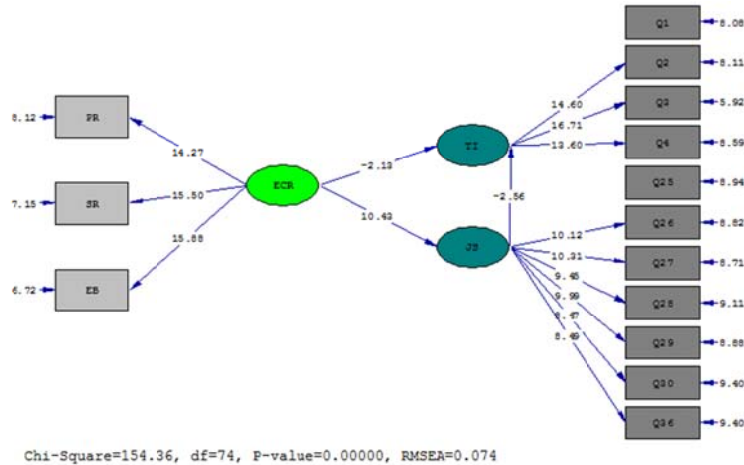 Q1
8.08
Q2
8.11
Q3
5.92
Q4
8.59
Q25
8.94
Q26
8.82
Q27
8.71
Q28
9.11
Q29
8.88
Q30
9.40
Q36
9.40
8.12
PR
7.15
SR
6.72
EB
14.27
15.50
15.88
ECR
-2.13
10.43
TI
JS
-2.56
14.60
16.71
13.60
10.12
10.31
9.45
9.99
8.47
8.49
Chi-Square=154.36, df=74, P-value=0.00000, RMSEA=0.074